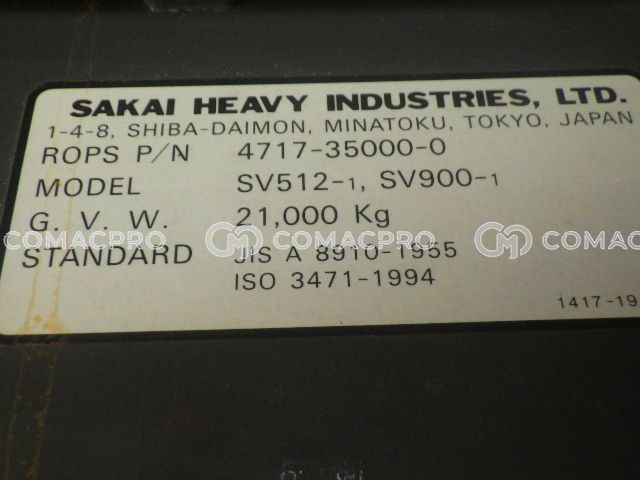 SAKAI HEAVY INDUSTRIES, LTD.
1-4-8, SHIBA-DAIMON, MINATOKU, TOKYO, JAPAN
ROPS P/N 4717-35000-0
MODEL SV512-1, SV900-1
G. V. W. 21,000 Kg
COMACPRO COMACPRO COMACPRO
STANDARD JIS A 8910-1955
ISO 3471-1994
1417-19